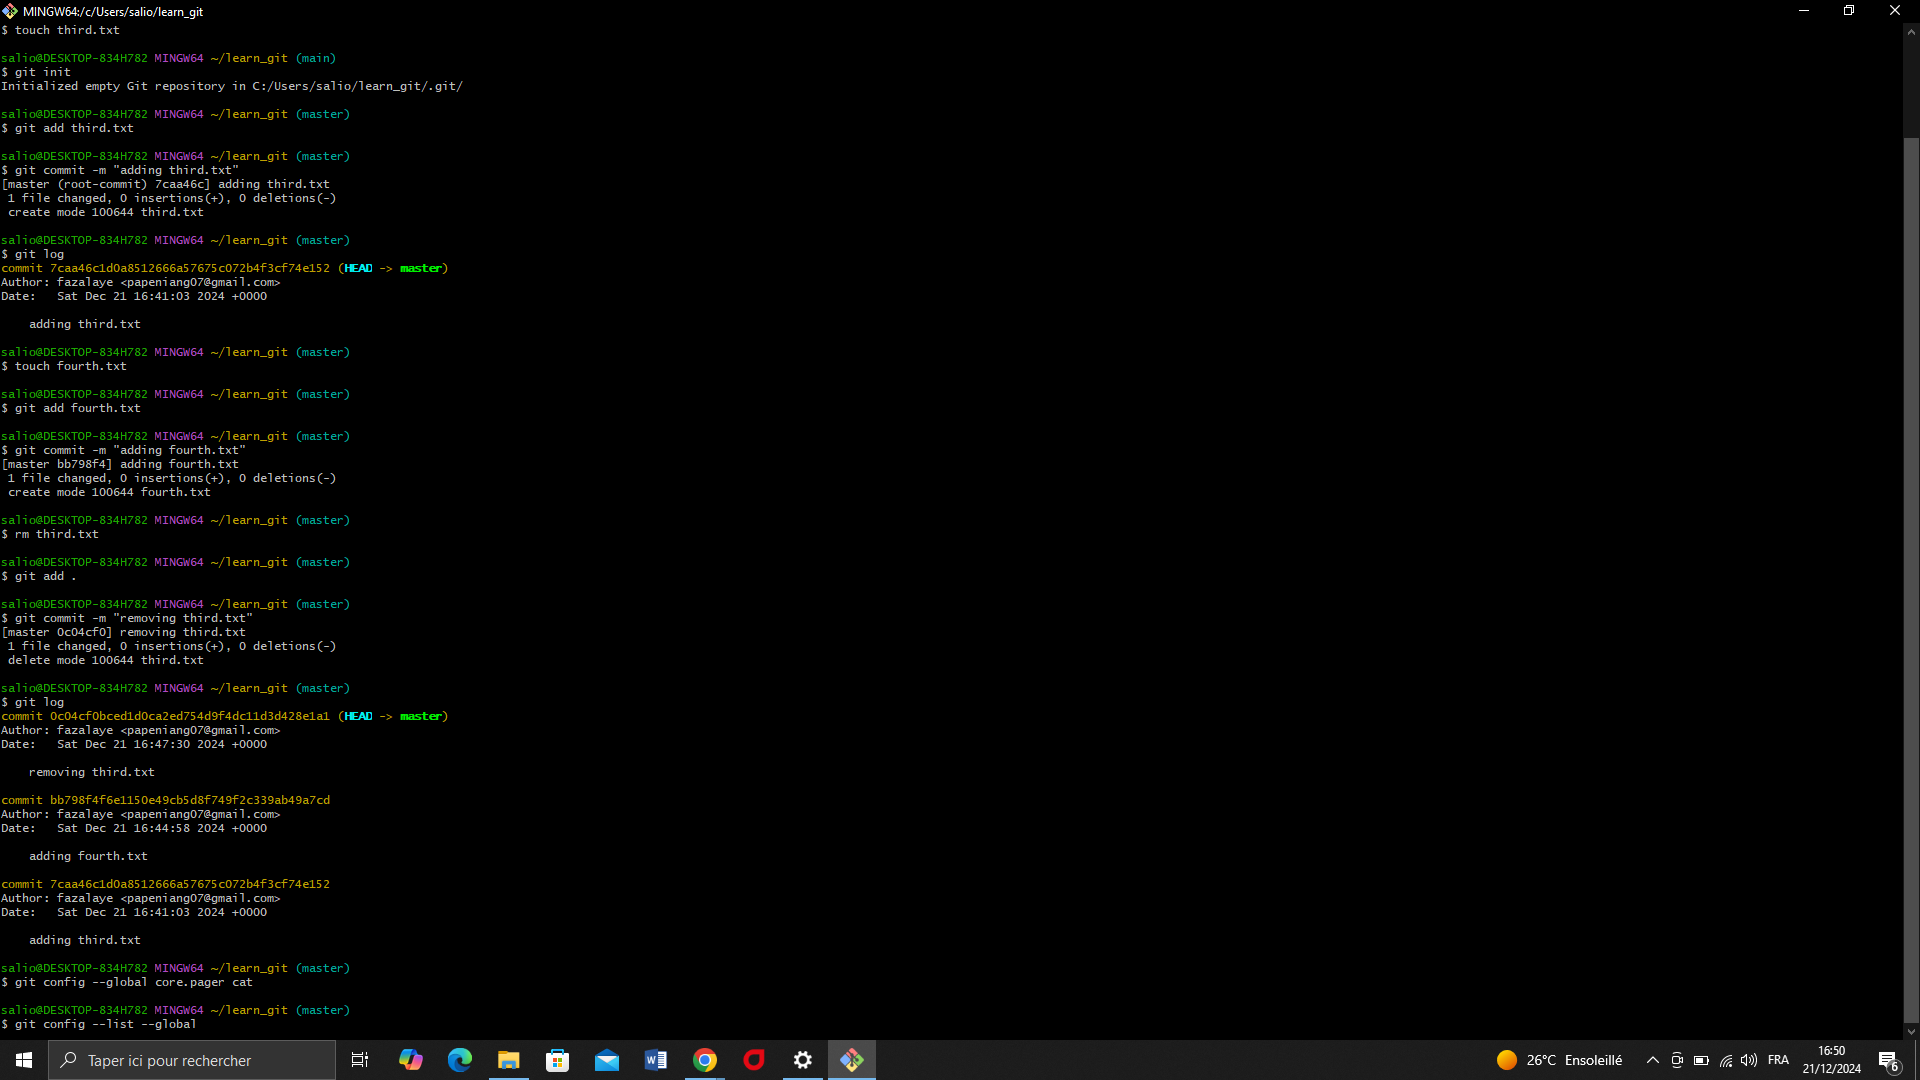 MINGW64:/c/Users/salio/learn_git
$ touch third.txt
salio@DESKTOP-834H782 MINGW64 ~/learn_git (main)
$ git init
Initialized empty Git repository in C:/Users/salio/learn_git/.git/
salio@DESKTOP-834H782 MINGW64 ~/learn_git (master)
$ git add third.txt
salio@DESKTOP-834H782 MINGW64 ~/learn_git (master)
$ git commit -m "adding third.txt"
[master (root-commit) 7caa46c] adding third.txt
 1 file changed, 0 insertions(+), 0 deletions(-)
 create mode 100644 third.txt
salio@DESKTOP-834H782 MINGW64 ~/learn_git (master)
$ git log
commit 7caa46c1d0a8512666a57675c072b4f3cf74e152 (HEAD -> master)
Author: fazalaye <papeniang07@gmail.com>
Date:   Sat Dec 21 16:41:03 2024 +0000
    adding third.txt
salio@DESKTOP-834H782 MINGW64 ~/learn_git (master)
$ touch fourth.txt
salio@DESKTOP-834H782 MINGW64 ~/learn_git (master)
$ git add fourth.txt
salio@DESKTOP-834H782 MINGW64 ~/learn_git (master)
$ git commit -m "adding fourth.txt"
[master bb798f4] adding fourth.txt
 1 file changed, 0 insertions(+), 0 deletions(-)
 create mode 100644 fourth.txt
salio@DESKTOP-834H782 MINGW64 ~/learn_git (master)
$ rm third.txt
salio@DESKTOP-834H782 MINGW64 ~/learn_git (master)
$ git add .
salio@DESKTOP-834H782 MINGW64 ~/learn_git (master)
$ git commit -m "removing third.txt"
[master 0c04cf0] removing third.txt
 1 file changed, 0 insertions(+), 0 deletions(-)
 delete mode 100644 third.txt
salio@DESKTOP-834H782 MINGW64 ~/learn_git (master)
$ git log
commit 0c04cf0bced1d0ca2ed754d9f4dc11d3d428e1a1 (HEAD -> master)
Author: fazalaye <papeniang07@gmail.com>
Date:   Sat Dec 21 16:47:30 2024 +0000
    removing third.txt
commit bb798f4f6e1150e49cb5d8f749f2c339ab49a7cd
Author: fazalaye <papeniang07@gmail.com>
Date:   Sat Dec 21 16:44:58 2024 +0000
    adding fourth.txt
commit 7caa46c1d0a8512666a57675c072b4f3cf74e152
Author: fazalaye <papeniang07@gmail.com>
Date:   Sat Dec 21 16:41:03 2024 +0000
    adding third.txt
salio@DESKTOP-834H782 MINGW64 ~/learn_git (master)
$ git config --global core.pager cat
salio@DESKTOP-834H782 MINGW64 ~/learn_git (master)
$ git config --list --global
Taper ici pour rechercher
26°C Ensoleillé
FRA
16:50
21/12/2024
6